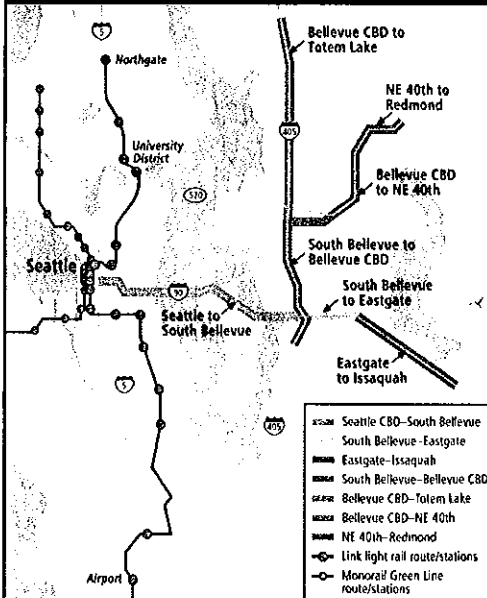 5
Northgate
Bellevue CBD to
Totem Lake
NE 40th to
Redmond
405
University
District
520
Bellevue CBD
to NE 40th
South Bellevue to
Bellevue CBD
Seattle
90
South Bellevue
to Eastgate
Seattle to
South Bellevue
Eastgate
to Issaquah
5
405
Airport
Seattle CBD–South Bellevue
South Bellevue–Eastgate
Eastgate–Issaquah
South Bellevue–Bellevue CBD
Bellevue CBD–Totem Lake
Bellevue CBD–NE 40th
NE 40th–Redmond
Link light rail route/stations
Monorail Green Line
route/stations